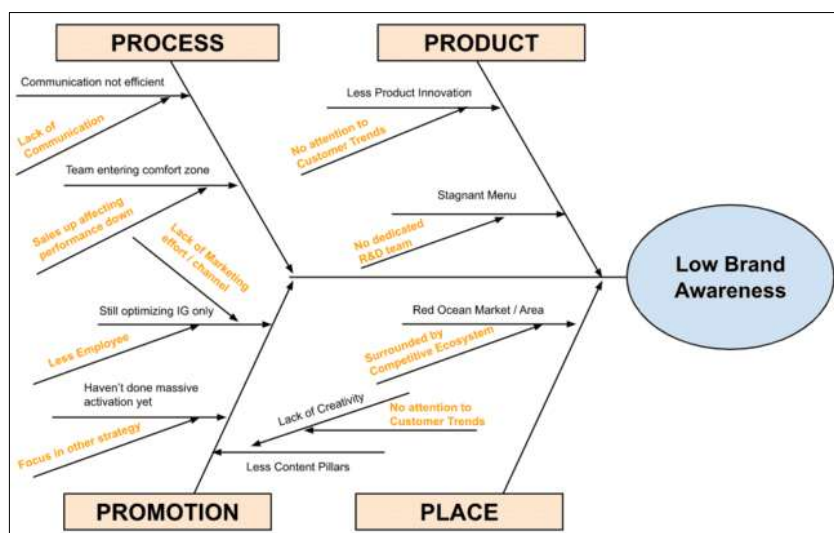 PROCESS
PRODUCT
Communication not efficient
Lack of
Communication
Less Product Innovation
No attention to
Customer Trends
Team entering comfort zone
Sales up affecting
performance down
Stagnant Menu
No dedicated
R&D team
Lack of Marketing
effort / channel
Low Brand
Awareness
Still optimizing IG only
Less Employee
Red Ocean Market / Area
Surrounded by
Competitive Ecosystem
Haven't done massive
activation yet
Focus in other strategy
Lack of Creativity
No attention to
Customer Trends
Less Content Pillars
PROMOTION
PLACE